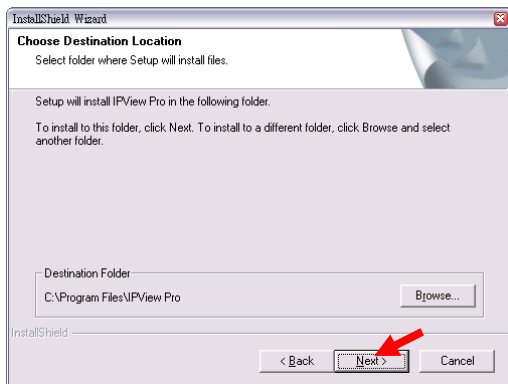 InstallShield Wizard
Choose Destination Location
Select folder where Setup will install files.
Setup will install IPView Pro in the following folder.
To install to this folder, click Next. To install to a different folder, click Browse and select
another folder.
Destination Folder
C:\Program Files\IPView Pro
Browse...
InstallShield
< Back
Next >
Cancel